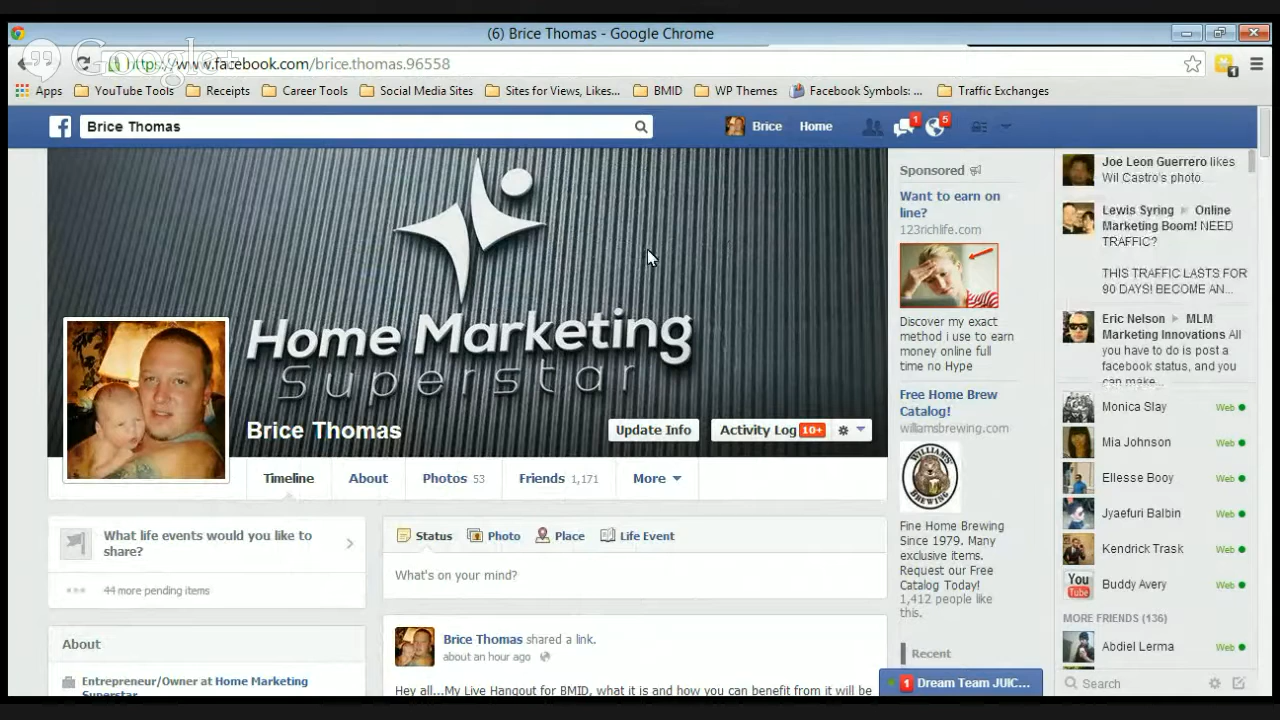 (6) Brice Thomas - Google Chrome
Google+
https://www.facebook.com/brice.thomas.96558
1
Apps YouTube Tools Receipts Career Tools Social Media Sites Sites for Views, Likes... BMID WP Themes Facebook Symbols: ... Traffic Exchanges
Brice Thomas
Brice Home 1 5
Home Marketing
Superstar
Brice Thomas
Update Info
Activity Log 10+
Timeline About Photos 53 Friends 1,171 More
What life events would you like to
share?
44 more pending items
About
Entrepreneur/Owner at Home Marketing
Superstar
Status Photo Place Life Event
What's on your mind?
Brice Thomas shared a link.
about an hour ago
Hey all...My Live Hangout for BMID, what it is and how you can benefit from it will be
Sponsored
Want to earn on
line?
123richlife.com
Discover my exact
method i use to earn
money online full
time no Hype
Free Home Brew
Catalog!
williamsbrewing.com
WILLIAM'S
BREWING
Fine Home Brewing
Since 1979. Many
exclusive items.
Request our Free
Catalog Today!
1,412 people like
this.
Recent
1 Dream Team JUIC...
Joe Leon Guerrero likes
Wil Castro's photo.
Lewis Syring Online
Marketing Boom! NEED
TRAFFIC?
THIS TRAFFIC LASTS FOR
90 DAYS! BECOME AN...
Eric Nelson MLM
Marketing Innovations All
you have to do is post a
facebook status, and you
can make...
Monica Slay Web
Mia Johnson Web
Ellesse Booy Web
Jyaefuri Balbin Web
Kendrick Trask Web
You
Tube
Buddy Avery Web
MORE FRIENDS (136)
Abdiel Lerma Web
Search